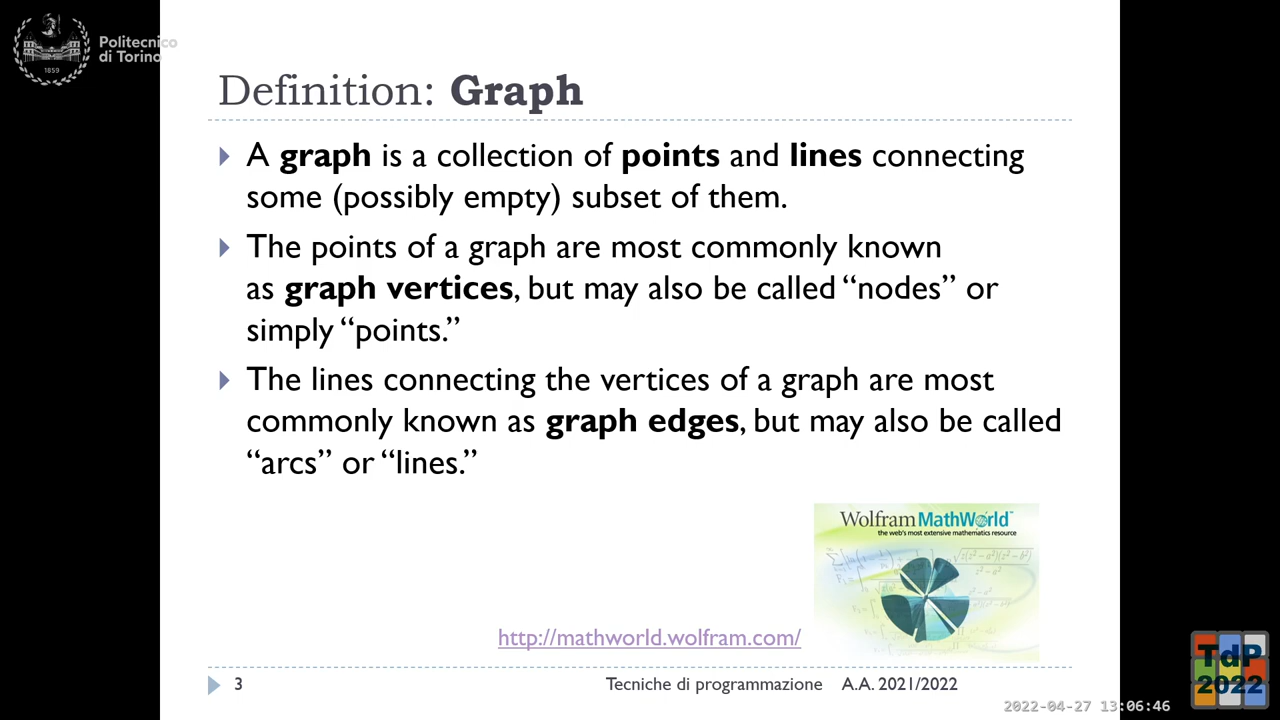 Politecnico
di Torino
1859
Definition: Graph
A graph is a collection of points and lines connecting
some (possibly empty) subset of them.
The points of a graph are most commonly known
as graph vertices, but may also be called “nodes” or
simply “points.”
The lines connecting the vertices of a graph are most
commonly known as graph edges, but may also be called
“arcs” or “lines.”
Wolfram MathWorld™
the web's most extensive mathematics resource
http://mathworld.wolfram.com/
3
Tecniche di programmazione A.A. 2021/2022
TdP
2022
2022-04-27 13:06:46